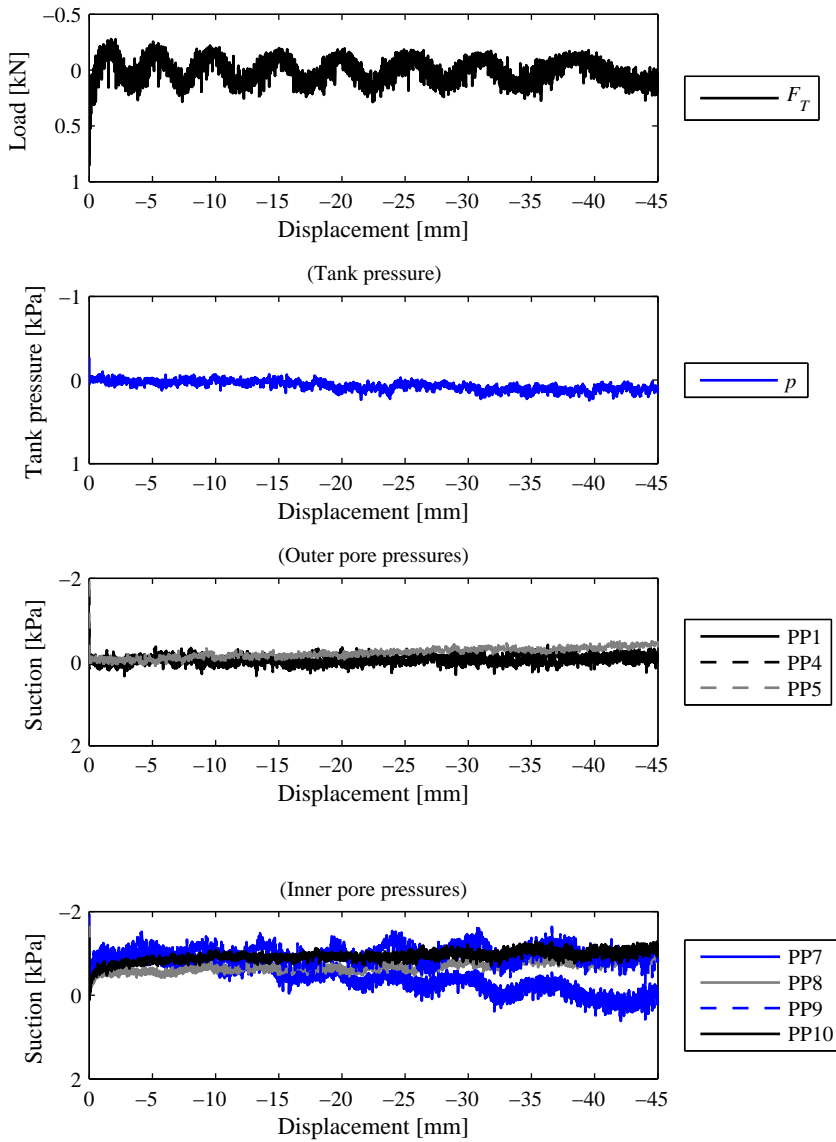 −0.5
0
0.5
1
Load [kN]
0 −5 −10 −15 −20 −25 −30 −35 −40 −45
Displacement [mm]
F_T
(Tank pressure)
−1
0
1
Tank pressure [kPa]
0 −5 −10 −15 −20 −25 −30 −35 −40 −45
Displacement [mm]
p
(Outer pore pressures)
−2
0
2
Suction [kPa]
0 −5 −10 −15 −20 −25 −30 −35 −40 −45
Displacement [mm]
PP1
PP4
PP5
(Inner pore pressures)
−2
0
2
Suction [kPa]
0 −5 −10 −15 −20 −25 −30 −35 −40 −45
Displacement [mm]
PP7
PP8
PP9
PP10